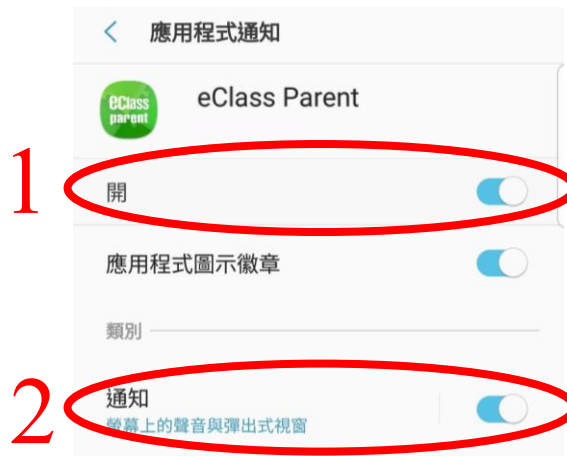 應用程式通知
eClass parent
eClass Parent
1
開
應用程式圖示徽章
類別
2
通知
螢幕上的聲音與彈出式視窗